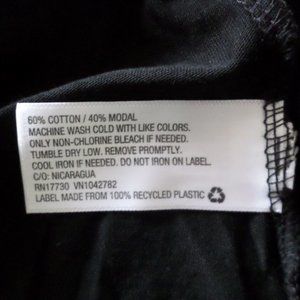 60% COTTON / 40% MODAL
MACHINE WASH COLD WITH LIKE COLORS.
ONLY NON-CHLORINE BLEACH IF NEEDED.
TUMBLE DRY LOW. REMOVE PROMPTLY.
COOL IRON IF NEEDED. DO NOT IRON ON LABEL.
C/O: NICARAGUA
RN17730 VN1042782
LABEL MADE FROM 100% RECYCLED PLASTIC